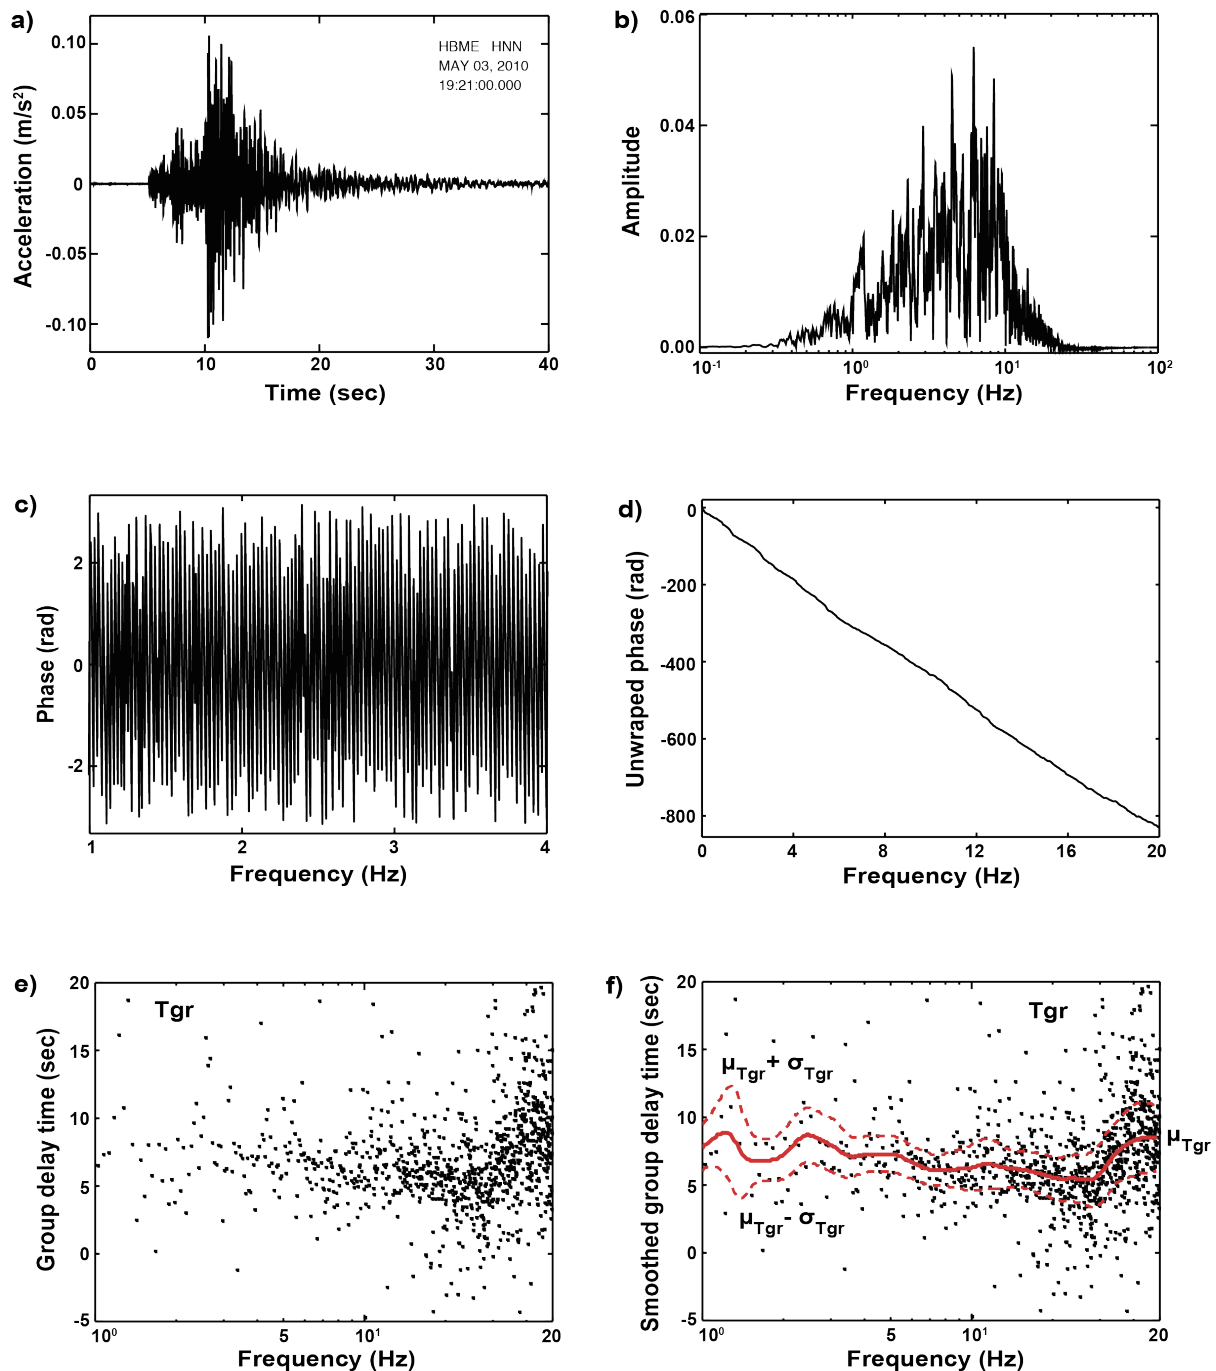 a)
Acceleration (m/s²)
0.10
0.05
0
-0.05
-0.10
HBME HNN
MAY 03, 2010
19:21:00.000
0 10 20 30 40
Time (sec)
b)
Amplitude
0.06
0.04
0.02
0.00
10⁻¹ 10⁰ 10¹ 10²
Frequency (Hz)
c)
Phase (rad)
2
0
-2
1 2 3 4
Frequency (Hz)
d)
Unwraped phase (rad)
0
-200
-400
-600
-800
0 4 8 12 16 20
Frequency (Hz)
e)
Group delay time (sec)
20
15
10
5
0
-5
Tgr
10⁰ 5 10¹ 20
Frequency (Hz)
f)
Smoothed group delay time (sec)
20
15
10
5
0
-5
Tgr
μTgr+ σTgr
μTgr
μTgr- σTgr
10⁰ 5 10¹ 20
Frequency (Hz)